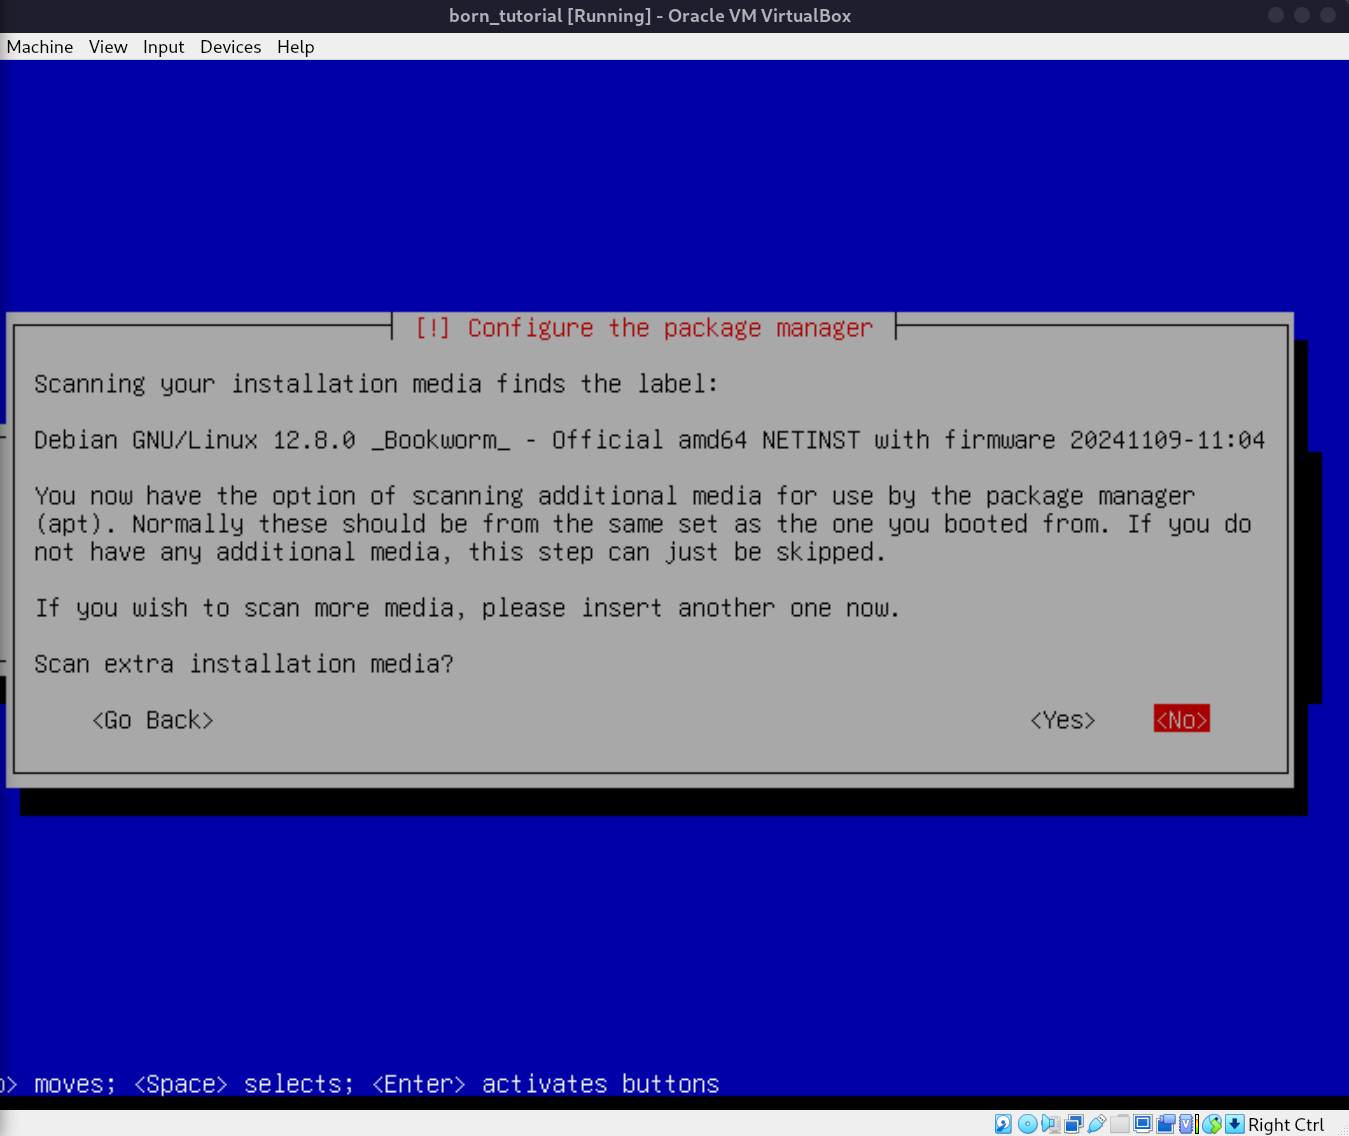 born_tutorial [Running] - Oracle VM VirtualBox
Machine View Input Devices Help
[!] Configure the package manager
Scanning your installation media finds the label:
Debian GNU/Linux 12.8.0 _Bookworm_ - Official amd64 NETINST with firmware 20241109-11:04
You now have the option of scanning additional media for use by the package manager
(apt). Normally these should be from the same set as the one you booted from. If you do
not have any additional media, this step can just be skipped.
If you wish to scan more media, please insert another one now.
Scan extra installation media?
<Go Back> <Yes> <No>
> moves; <Space> selects; <Enter> activates buttons
Right Ctrl